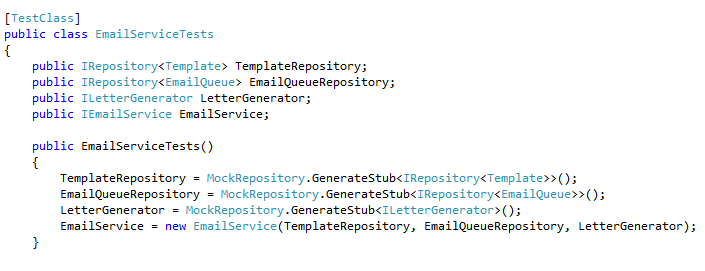 [TestClass]
public class EmailServiceTests
{
    public IRepository<Template> TemplateRepository;
    public IRepository<EmailQueue> EmailQueueRepository;
    public ILetterGenerator LetterGenerator;
    public IEmailService EmailService;

    public EmailServiceTests()
    {
        TemplateRepository = MockRepository.GenerateStub<IRepository<Template>>();
        EmailQueueRepository = MockRepository.GenerateStub<IRepository<EmailQueue>>();
        LetterGenerator = MockRepository.GenerateStub<ILetterGenerator>();
        EmailService = new EmailService(TemplateRepository, EmailQueueRepository, LetterGenerator);
    }